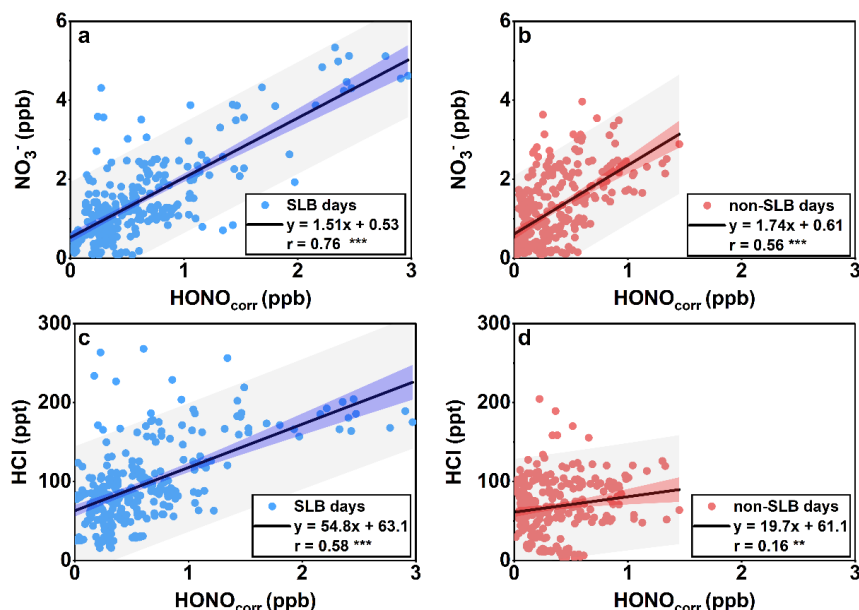 a
6
4
2
0
NO₃⁻ (ppb)
SLB days
y = 1.51x + 0.53
r = 0.76 ***
0 1 2 3
HONOcorr (ppb)
b
6
4
2
0
NO₃⁻ (ppb)
non-SLB days
y = 1.74x + 0.61
r = 0.56 ***
0 1 2 3
HONOcorr (ppb)
c
300
200
100
0
HCl (ppt)
SLB days
y = 54.8x + 63.1
r = 0.58 ***
0 1 2 3
HONOcorr (ppb)
d
300
200
100
0
HCl (ppt)
non-SLB days
y = 19.7x + 61.1
r = 0.16 **
0 1 2 3
HONOcorr (ppb)